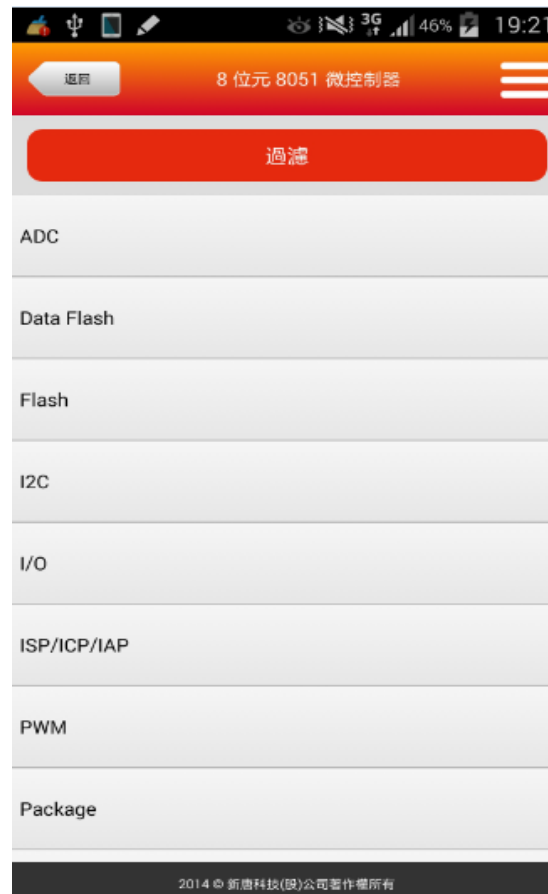 3G 46% 19:21
返回 8 位元 8051 微控制器
過濾
ADC
Data Flash
Flash
I2C
I/O
ISP/ICP/IAP
PWM
Package
2014 © 新唐科技(股)公司著作權所有